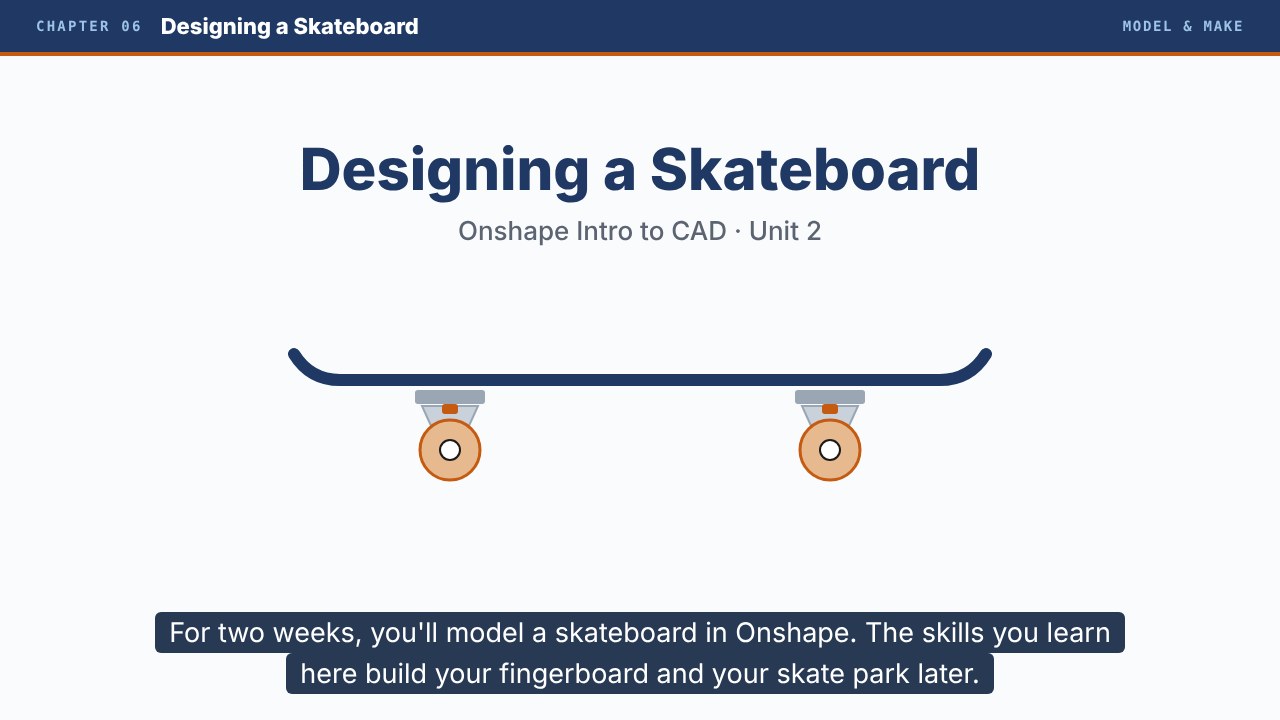 CHAPTER 06 Designing a Skateboard MODEL & MAKE
Designing a Skateboard
Onshape Intro to CAD · Unit 2
For two weeks, you'll model a skateboard in Onshape. The skills you learn
here build your fingerboard and your skate park later.